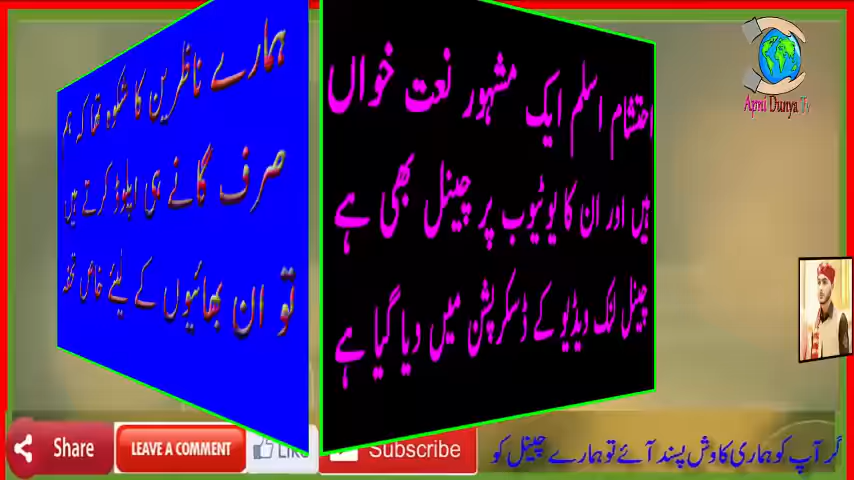 احتشام اسلم ایک مشہور نعت خواں
ہیں اور ان کا یوٹیوب پر چینل بھی ہے
چینل لنک ویڈیو کے ڈسکرپشن میں دیا گیا ہے
ہمارے ناظرین کا شکوہ تھا کہ ہم
صرف گانے ہی اپلوڈ کرتے ہیں
تو ان بھائیوں کے لیئے خاص تحفہ
Apni Dunya Tv
Share
LEAVE A COMMENT
Subscribe
گر آپ کو ہماری کاوش پسند آئے تو ہمارے چینل کو